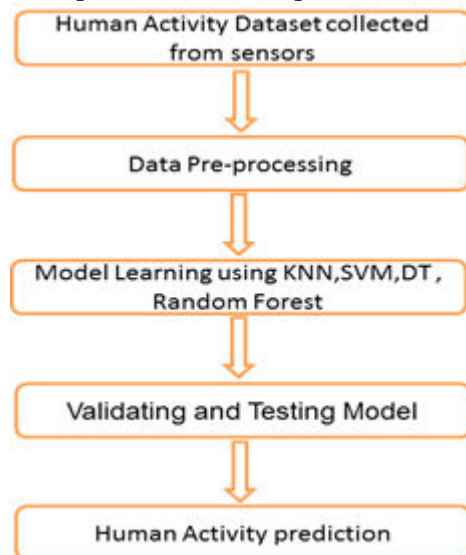 Human Activity Dataset collected
from sensors
Data Pre-processing
Model Learning using KNN,SVM,DT ,
Random Forest
Validating and Testing Model
Human Activity prediction